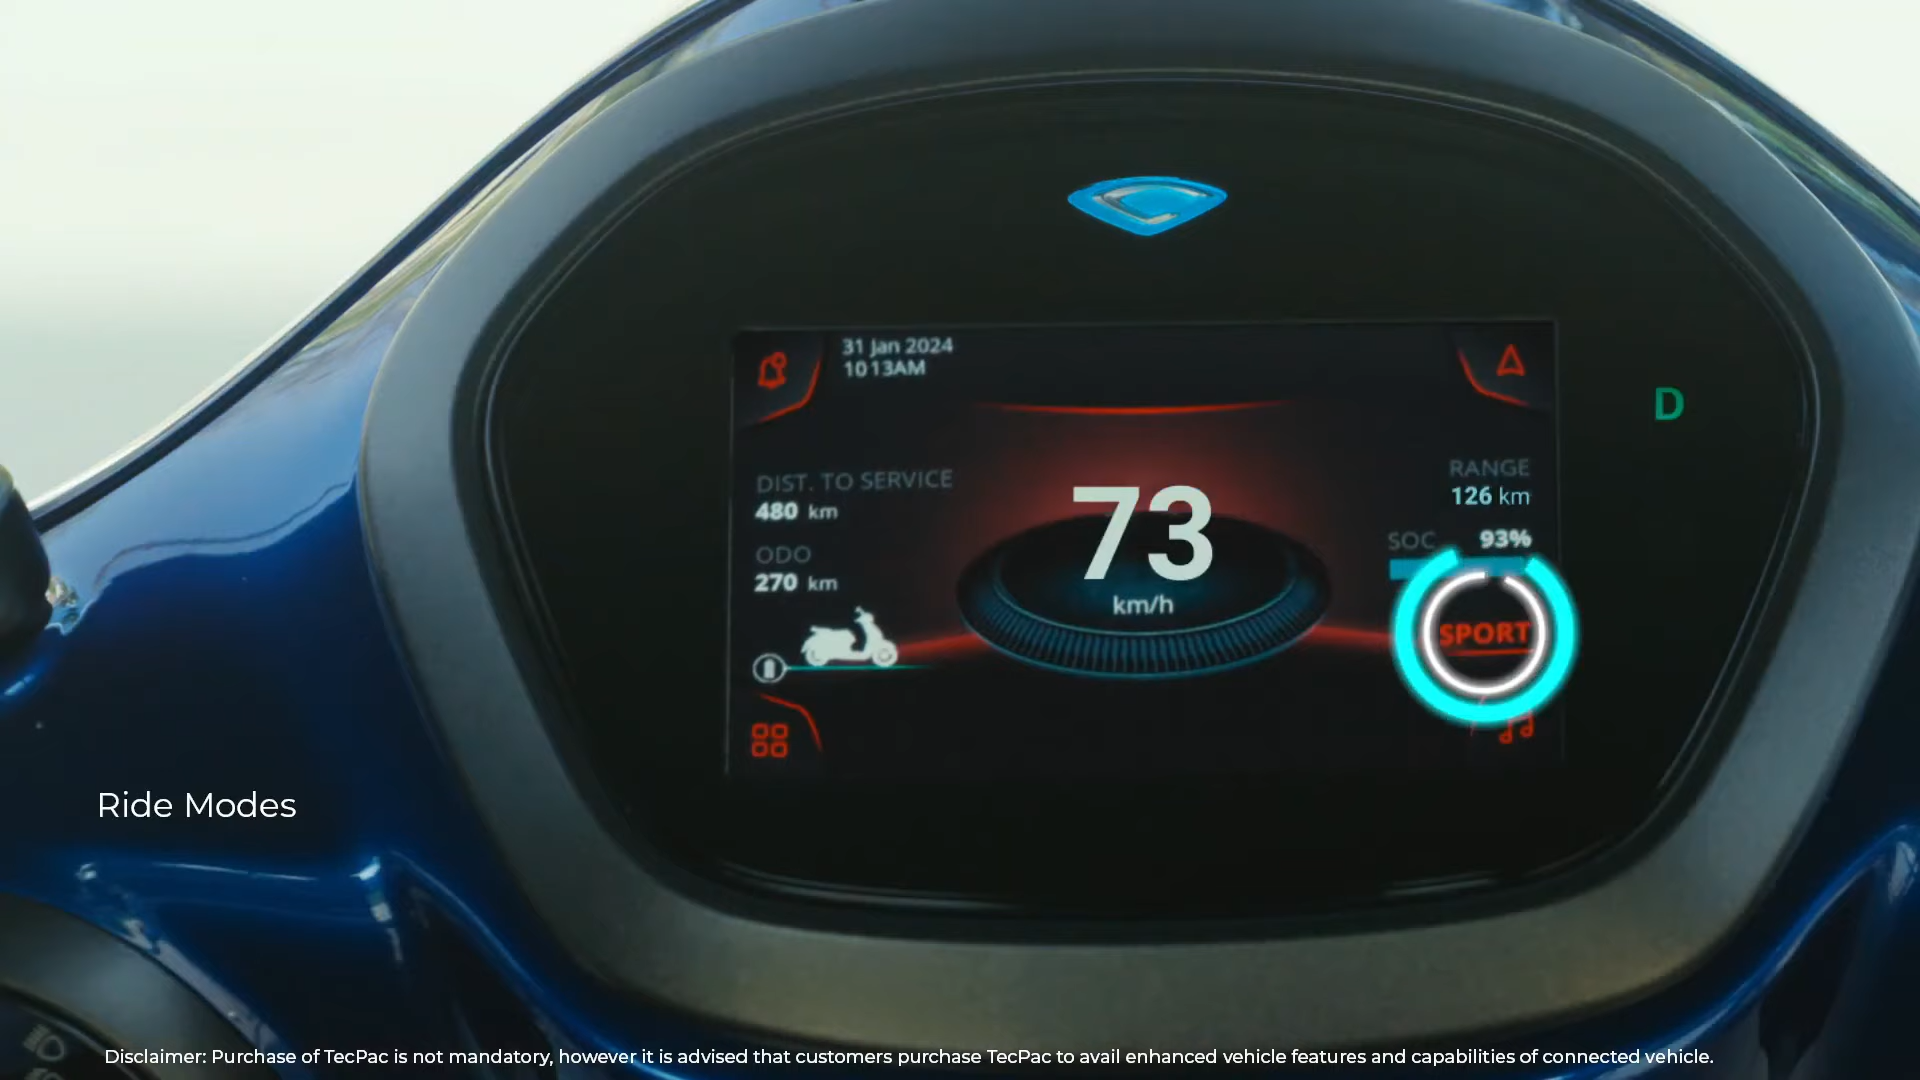 31 Jan 2024
10 13AM
D
DIST. TO SERVICE
480 km
ODO
270 km
73
km/h
RANGE
126 km
SOC 93%
SPORT
Ride Modes
Disclaimer: Purchase of TecPac is not mandatory, however it is advised that customers purchase TecPac to avail enhanced vehicle features and capabilities of connected vehicle.